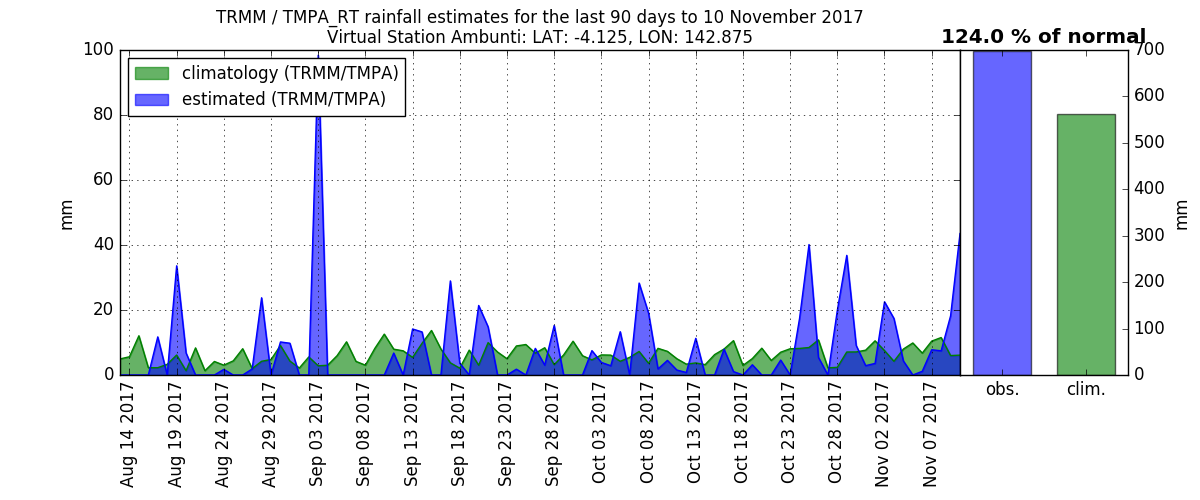 TRMM / TMPA_RT rainfall estimates for the last 90 days to 10 November 2017
Virtual Station Ambunti: LAT: -4.125, LON: 142.875
124.0 % of normal
climatology (TRMM/TMPA)
estimated (TRMM/TMPA)
mm
100
80
60
40
20
0
Aug 14 2017
Aug 19 2017
Aug 24 2017
Aug 29 2017
Sep 03 2017
Sep 08 2017
Sep 13 2017
Sep 18 2017
Sep 23 2017
Sep 28 2017
Oct 03 2017
Oct 08 2017
Oct 13 2017
Oct 18 2017
Oct 23 2017
Oct 28 2017
Nov 02 2017
Nov 07 2017
obs.
clim.
700
600
500
400
300
200
100
0
mm